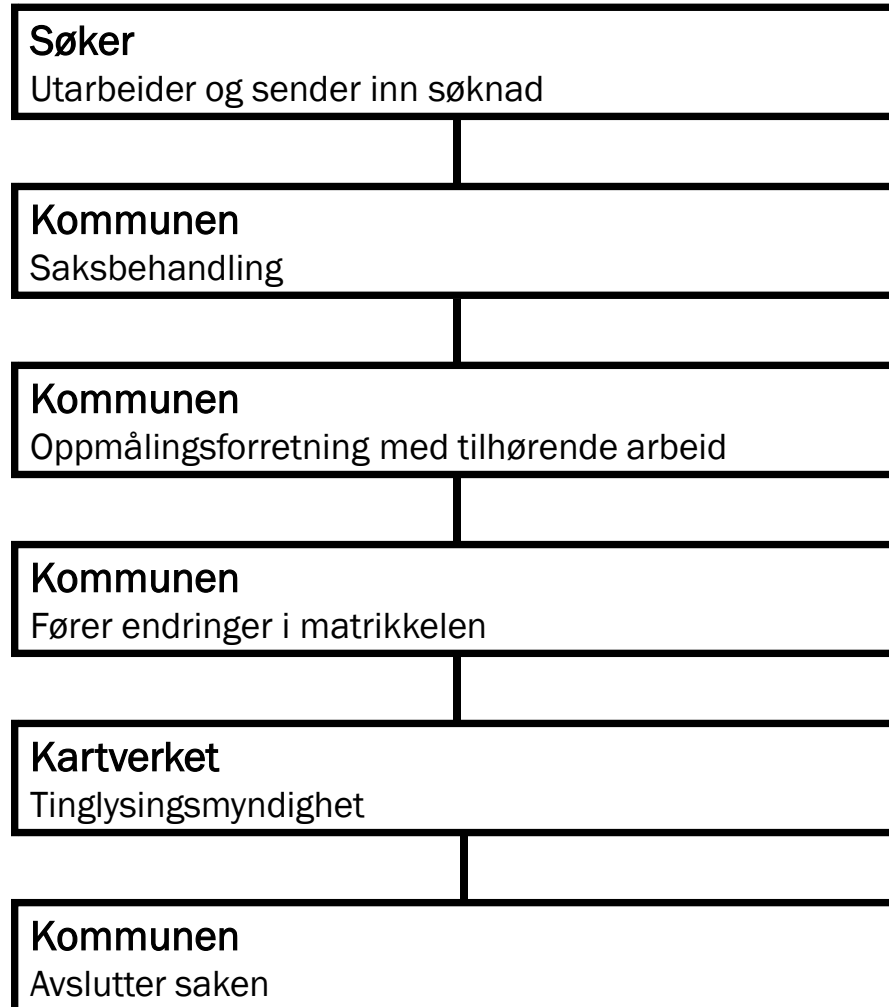 Søker
Utarbeider og sender inn søknad
Kommunen
Saksbehandling
Kommunen
Oppmålingsforretning med tilhørende arbeid
Kommunen
Fører endringer i matrikkelen
Kartverket
Tinglysingsmyndighet
Kommunen
Avslutter saken